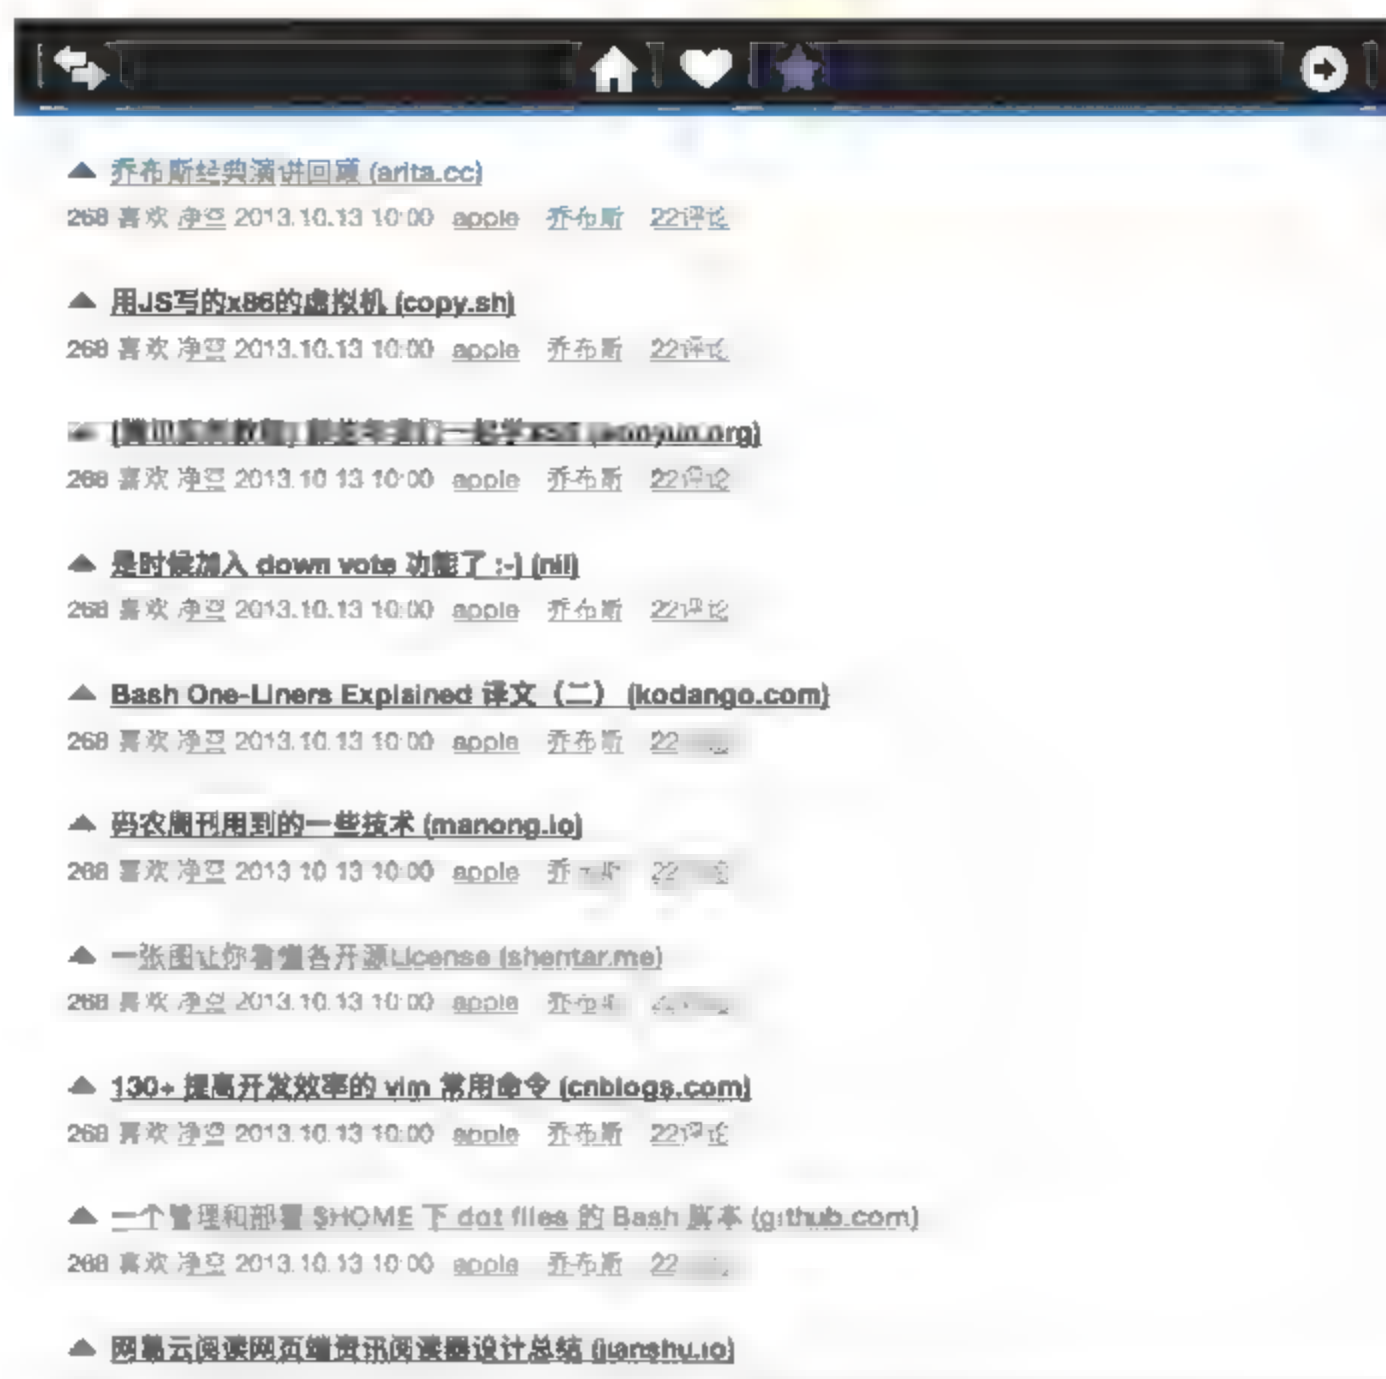 乔布斯经典演讲回顾 (arita.cc)
268 喜欢 净空 2013.10.13 10:00 apple 乔布斯 22评论
用JS写的x86的虚拟机 (copy.sh)
268 喜欢 净空 2013.10.13 10:00 apple 乔布斯 22评论
一起学
268 喜欢 净空 2013.10.13 10:00 apple 乔布斯 22评论
是时候加入 down vote 功能了 :-) (nil)
268 喜欢 净空 2013.10.13 10:00 apple 乔布斯 22评论
Bash One-Liners Explained 译文（二） (kodango.com)
268 喜欢 净空 2013.10.13 10:00 apple 乔布斯 22
码农周刊用到的一些技术 (manong.io)
268 喜欢 净空 2013.10.13 10:00 apple 22
一张图让你看懂各开源License (shentar.me)
268 喜欢 净空 2013.10.13 10:00 apple
130+ 提高开发效率的 vim 常用命令 (cnblogs.com)
268 喜欢 净空 2013.10.13 10:00 apple 乔布斯 22评论
一个管理和部署 $HOME 下 dot files 的 Bash 脚本 (github.com)
268 喜欢 净空 2013.10.13 10:00 apple 乔布斯 22
网易云阅读网页端资讯阅读器设计总结 (jianshu.io)